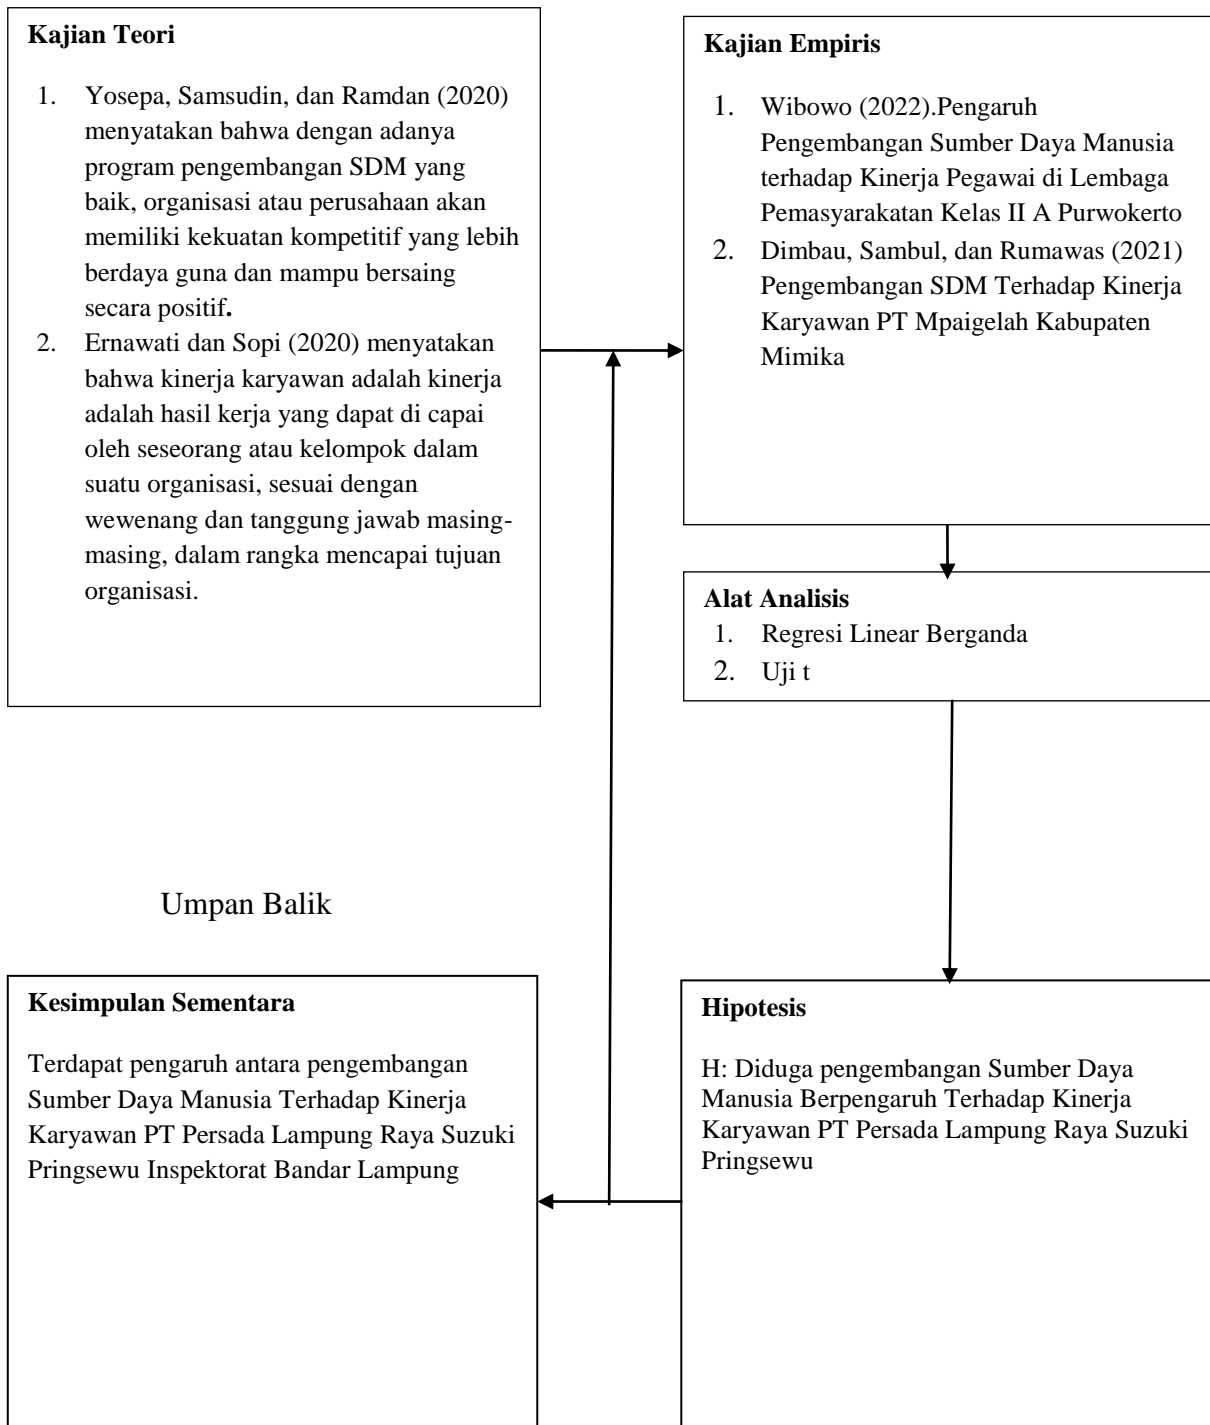 Kajian Teori
1. Yosepa, Samsudin, dan Ramdan (2020)
menyatakan bahwa dengan adanya
program pengembangan SDM yang
baik, organisasi atau perusahaan akan
memiliki kekuatan kompetitif yang lebih
berdaya guna dan mampu bersaing
secara positif.
2. Ernawati dan Sopi (2020) menyatakan
bahwa kinerja karyawan adalah kinerja
adalah hasil kerja yang dapat di capai
oleh seseorang atau kelompok dalam
suatu organisasi, sesuai dengan
wewenang dan tanggung jawab masing-
masing, dalam rangka mencapai tujuan
organisasi.
Kajian Empiris
1. Wibowo (2022).Pengaruh
Pengembangan Sumber Daya Manusia
terhadap Kinerja Pegawai di Lembaga
Pemasyarakatan Kelas II A Purwokerto
2. Dimbau, Sambul, dan Rumawas (2021)
Pengembangan SDM Terhadap Kinerja
Karyawan PT Mpaigelah Kabupaten
Mimika
Alat Analisis
1. Regresi Linear Berganda
2. Uji t
Umpan Balik
Kesimpulan Sementara
Terdapat pengaruh antara pengembangan
Sumber Daya Manusia Terhadap Kinerja
Karyawan PT Persada Lampung Raya Suzuki
Pringsewu Inspektorat Bandar Lampung
Hipotesis
H: Diduga pengembangan Sumber Daya
Manusia Berpengaruh Terhadap Kinerja
Karyawan PT Persada Lampung Raya Suzuki
Pringsewu